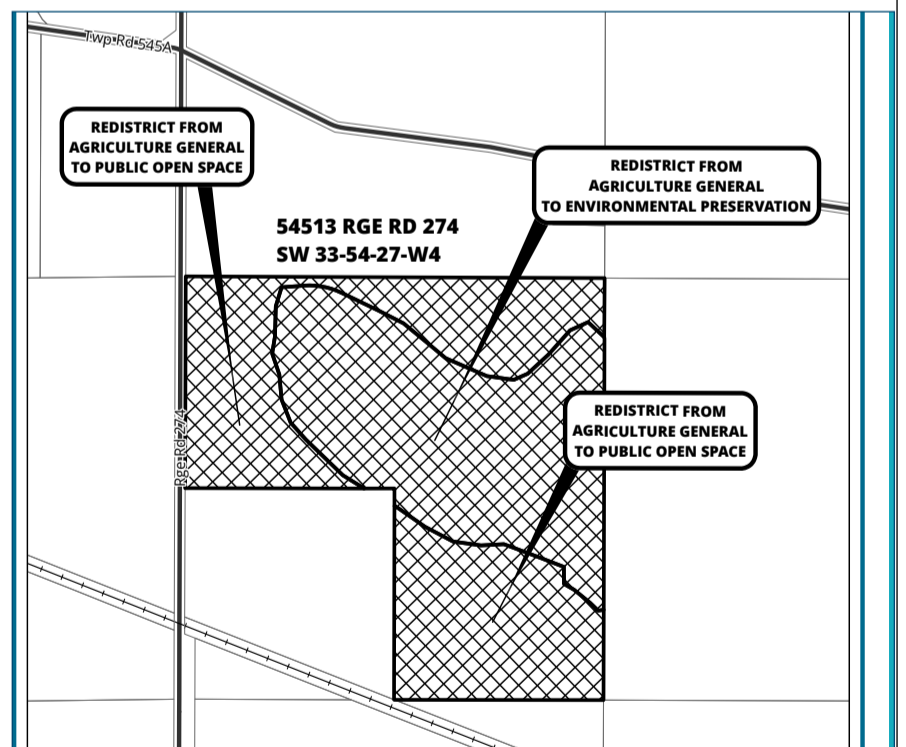 Twp Rd 545A
REDISTRICT FROM
AGRICULTURE GENERAL
TO PUBLIC OPEN SPACE
REDISTRICT FROM
AGRICULTURE GENERAL
TO ENVIRONMENTAL PRESERVATION
54513 RGE RD 274
SW 33-54-27-W4
REDISTRICT FROM
AGRICULTURE GENERAL
TO PUBLIC OPEN SPACE
Rge Rd 274